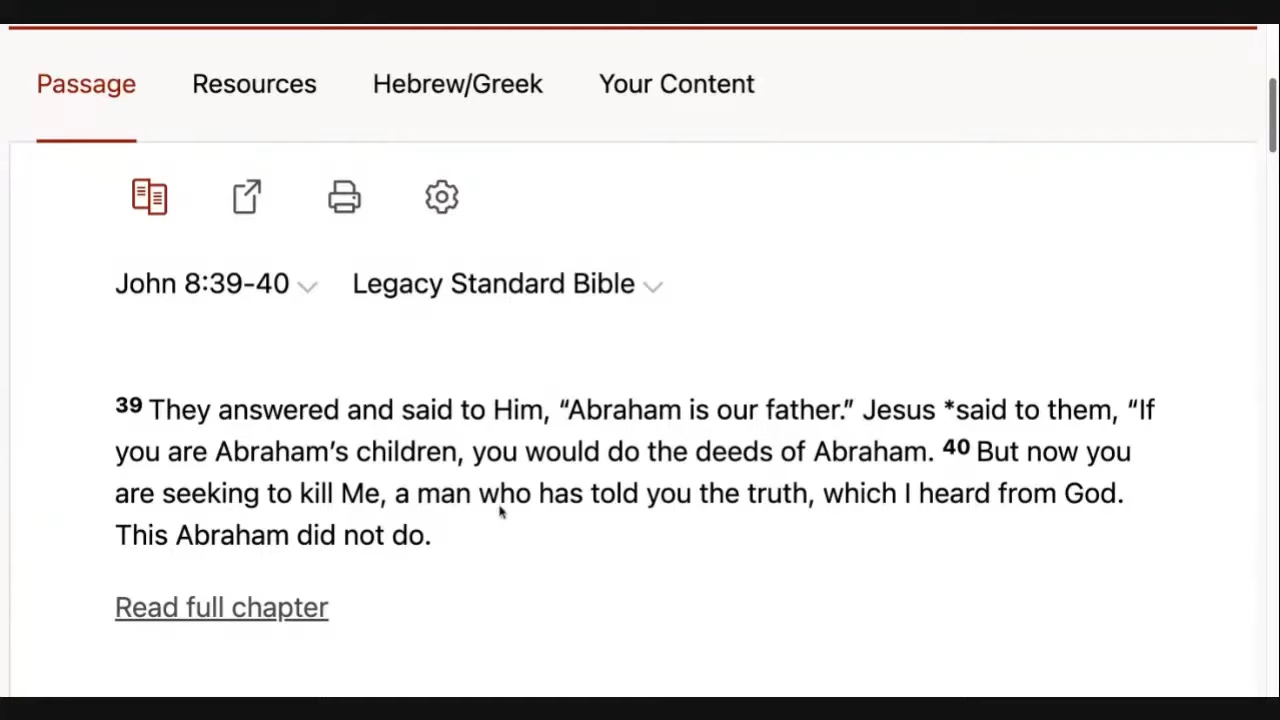 Passage Resources Hebrew/Greek Your Content
John 8:39-40 Legacy Standard Bible
39 They answered and said to Him, “Abraham is our father.” Jesus *said to them, “If
you are Abraham’s children, you would do the deeds of Abraham. 40 But now you
are seeking to kill Me, a man who has told you the truth, which I heard from God.
This Abraham did not do.
Read full chapter